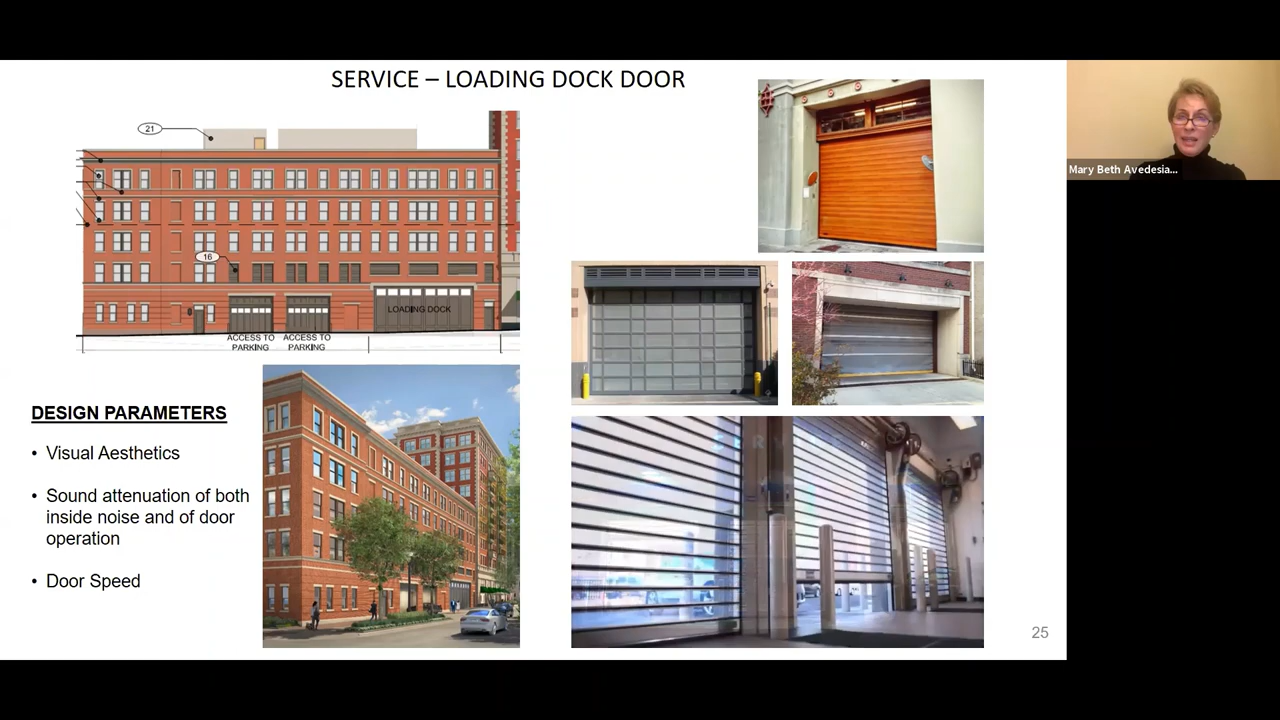 SERVICE – LOADING DOCK DOOR
21
16
LOADING DOCK
ACCESS TO
PARKING
ACCESS TO
PARKING
DESIGN PARAMETERS
• Visual Aesthetics
• Sound attenuation of both
inside noise and of door
operation
• Door Speed
25
Mary Beth Avedesia...